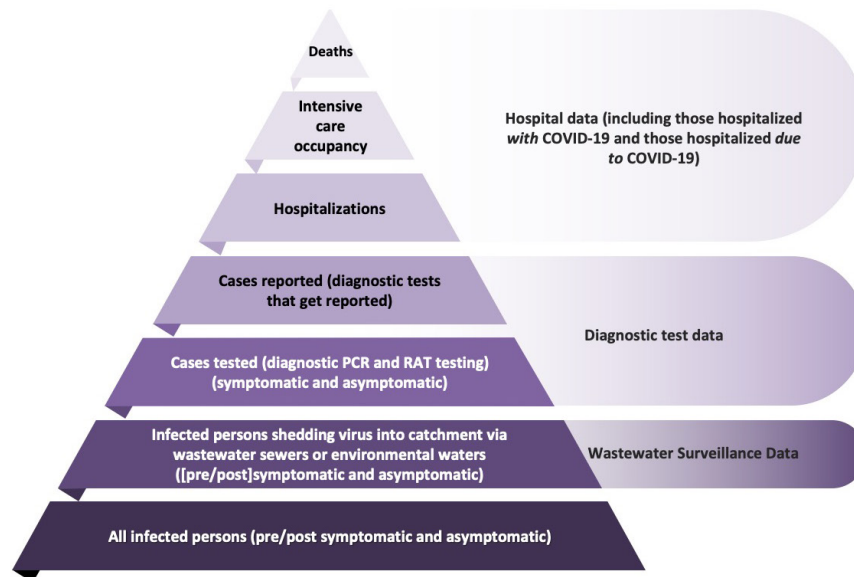 Deaths
Intensive
care
occupancy
Hospital data (including those hospitalized
with COVID-19 and those hospitalized due
to COVID-19)
Hospitalizations
Cases reported (diagnostic tests
that get reported)
Diagnostic test data
Cases tested (diagnostic PCR and RAT testing)
(symptomatic and asymptomatic)
Infected persons shedding virus into catchment via
wastewater sewers or environmental waters
([pre/post]symptomatic and asymptomatic)
Wastewater Surveillance Data
All infected persons (pre/post symptomatic and asymptomatic)